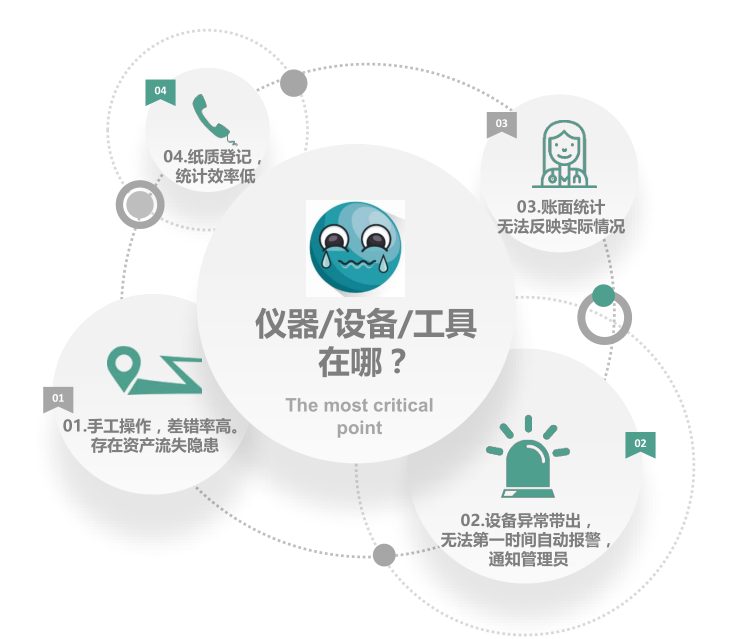 04
04.纸质登记，
统计效率低
03
03.账面统计
无法反映实际情况
仪器/设备/工具
在哪？
The most critical
point
01
01.手工操作，差错率高。
存在资产流失隐患
02
02.设备异常带出，
无法第一时间自动报警，
通知管理员